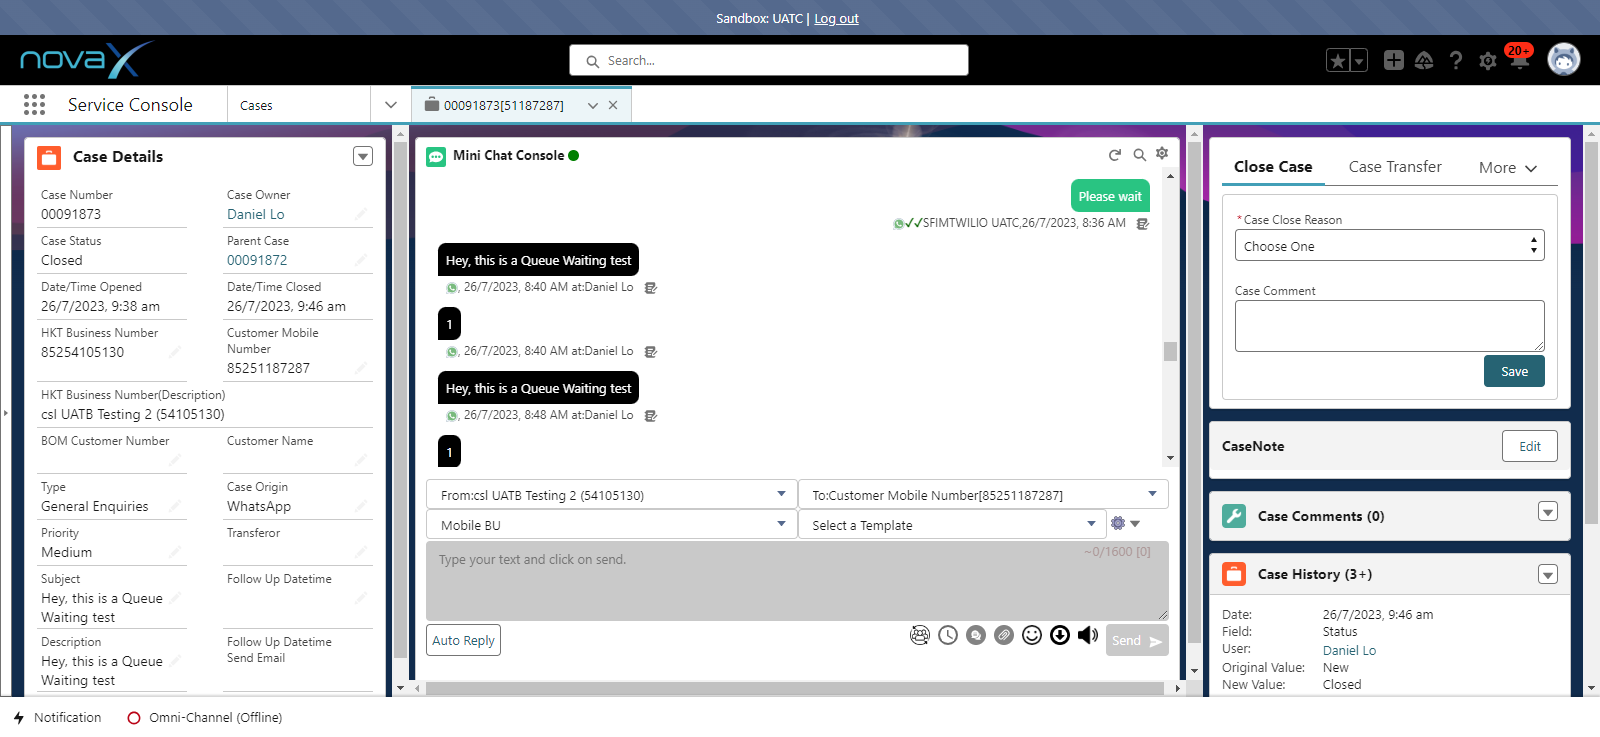 Sandbox: UATC | Log out
novaX
Search...
20+
Service Console
Cases
00091873[51187287]
Case Details
Case Number
00091873
Case Owner
Daniel Lo
Case Status
Closed
Parent Case
00091872
Date/Time Opened
26/7/2023, 9:38 am
Date/Time Closed
26/7/2023, 9:46 am
HKT Business Number
85254105130
Customer Mobile
Number
85251187287
HKT Business Number(Description)
csl UATB Testing 2 (54105130)
BOM Customer Number
Customer Name
Type
General Enquiries
Case Origin
WhatsApp
Priority
Medium
Transferor
Subject
Hey, this is a Queue
Waiting test
Follow Up Datetime
Description
Hey, this is a Queue
Waiting test
Follow Up Datetime
Send Email
Mini Chat Console
Please wait
SFIMTWILIO UATC,26/7/2023, 8:36 AM
Hey, this is a Queue Waiting test
, 26/7/2023, 8:40 AM at:Daniel Lo
1
, 26/7/2023, 8:40 AM at:Daniel Lo
Hey, this is a Queue Waiting test
, 26/7/2023, 8:48 AM at:Daniel Lo
1
From:csl UATB Testing 2 (54105130)
To:Customer Mobile Number[85251187287]
Mobile BU
Select a Template
Type your text and click on send.
~0/1600 [0]
Auto Reply
Send
Close Case
Case Transfer
More
*Case Close Reason
Choose One
Case Comment
Save
CaseNote
Edit
Case Comments (0)
Case History (3+)
Date: 26/7/2023, 9:46 am
Field: Status
User: Daniel Lo
Original Value: New
New Value: Closed
Notification
Omni-Channel (Offline)